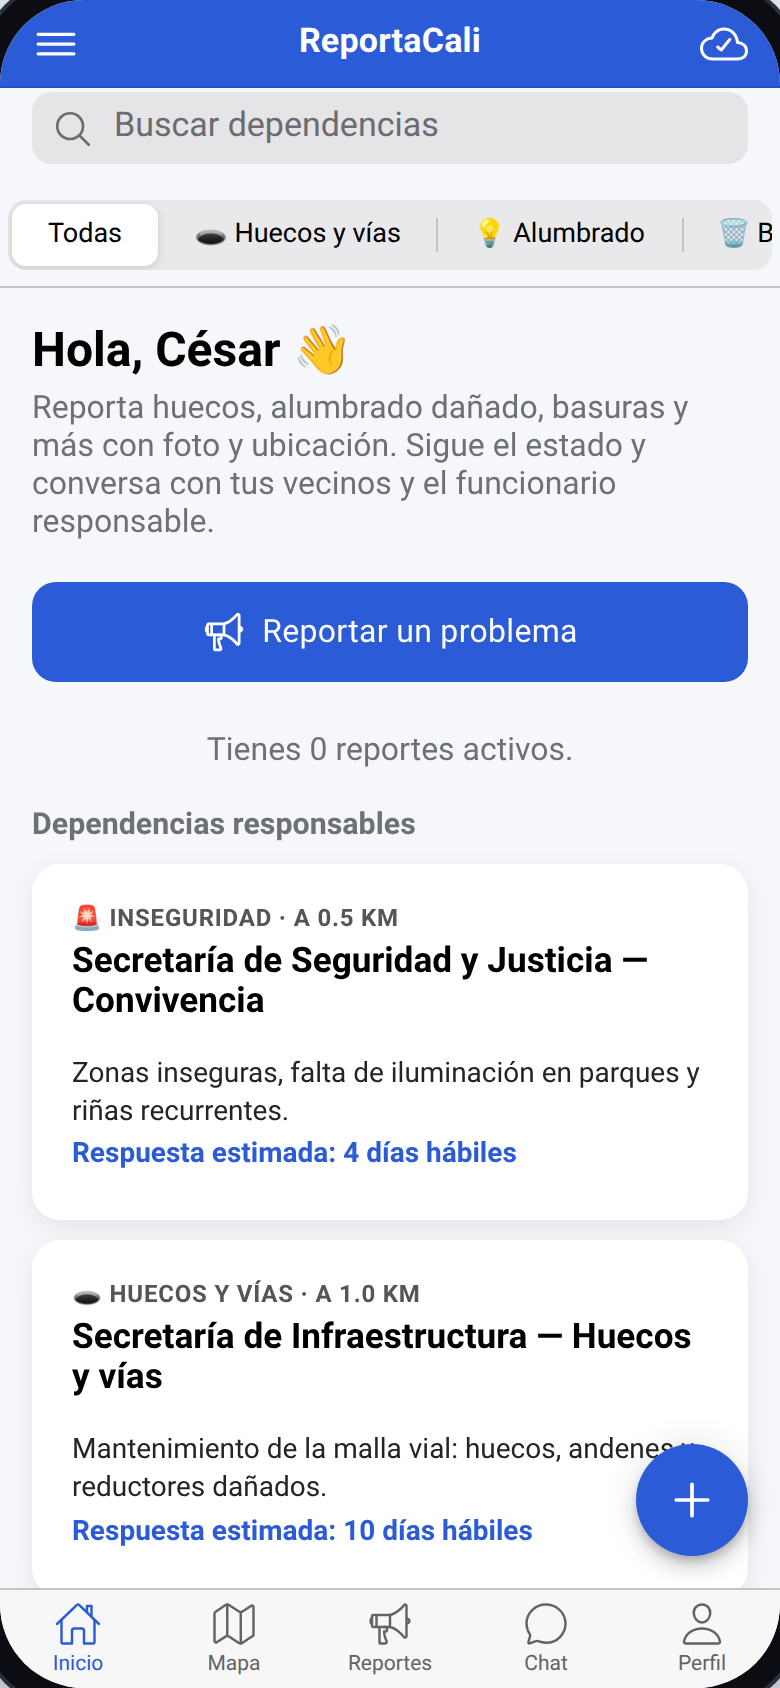 ReportaCali
Buscar dependencias
Todas
🕳️ Huecos y vías
💡 Alumbrado
🗑️ B
Hola, César 👋
Reporta huecos, alumbrado dañado, basuras y
más con foto y ubicación. Sigue el estado y
conversa con tus vecinos y el funcionario
responsable.
Reportar un problema
Tienes 0 reportes activos.
Dependencias responsables
🚨 INSEGURIDAD · A 0.5 KM
Secretaría de Seguridad y Justicia —
Convivencia
Zonas inseguras, falta de iluminación en parques y
riñas recurrentes.
Respuesta estimada: 4 días hábiles
🕳️ HUECOS Y VÍAS · A 1.0 KM
Secretaría de Infraestructura — Huecos
y vías
Mantenimiento de la malla vial: huecos, andenes
reductores dañados.
Respuesta estimada: 10 días hábiles
Inicio
Mapa
Reportes
Chat
Perfil